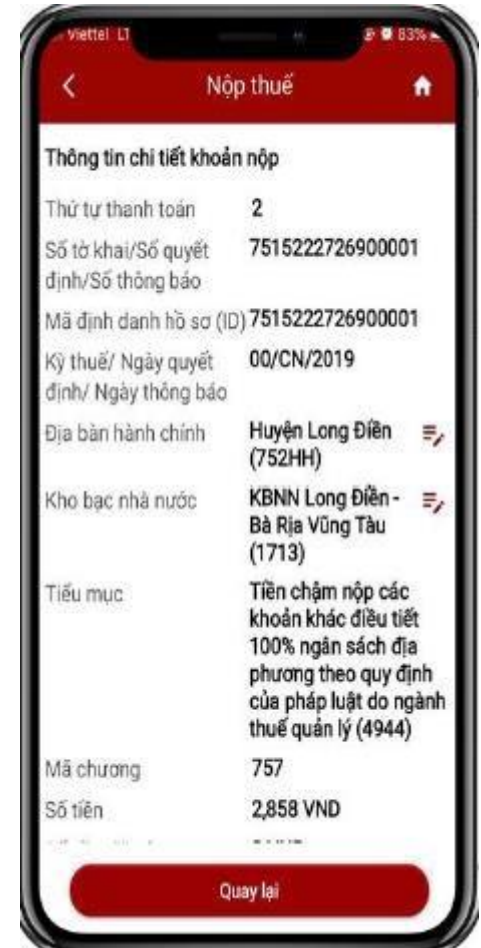 Viettel LT
83%
Nộp thuế
Thông tin chi tiết khoản nộp
Thứ tự thanh toán 2
Số tờ khai/Số quyết 7515222726900001
định/Số thông báo
Mã định danh hồ sơ (ID) 7515222726900001
Kỳ thuế/ Ngày quyết 00/CN/2019
định/ Ngày thông báo
Địa bàn hành chính Huyện Long Điền
(752HH)
Kho bạc nhà nước KBNN Long Điền -
Bà Rịa Vũng Tàu
(1713)
Tiểu mục Tiền chậm nộp các
khoản khác điều tiết
100% ngân sách địa
phương theo quy định
của pháp luật do ngành
thuế quản lý (4944)
Mã chương 757
Số tiền 2,858 VND
Quay lại